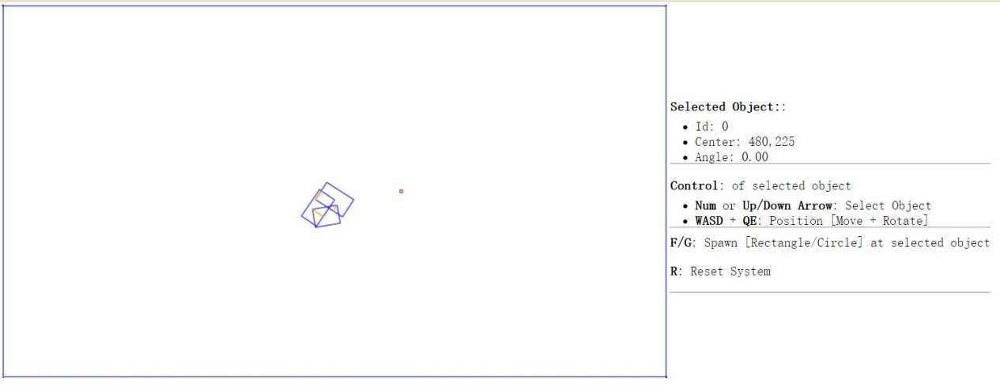 Selected Object::
Id: 0
Center: 480,225
Angle: 0.00
Control: of selected object
Num or Up/Down Arrow: Select Object
WASD + QE: Position [Move + Rotate]
F/G: Spawn [Rectangle/Circle] at selected object
R: Reset System